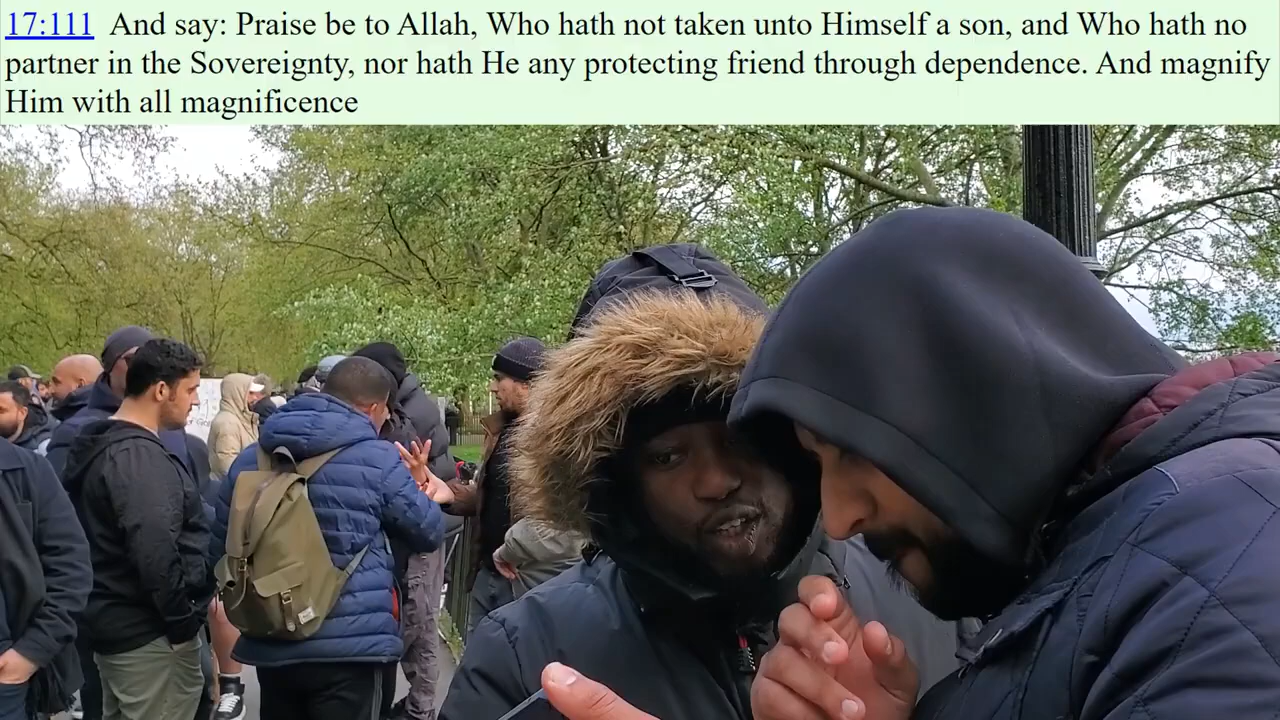 17:111 And say: Praise be to Allah, Who hath not taken unto Himself a son, and Who hath no
partner in the Sovereignty, nor hath He any protecting friend through dependence. And magnify
Him with all magnificence